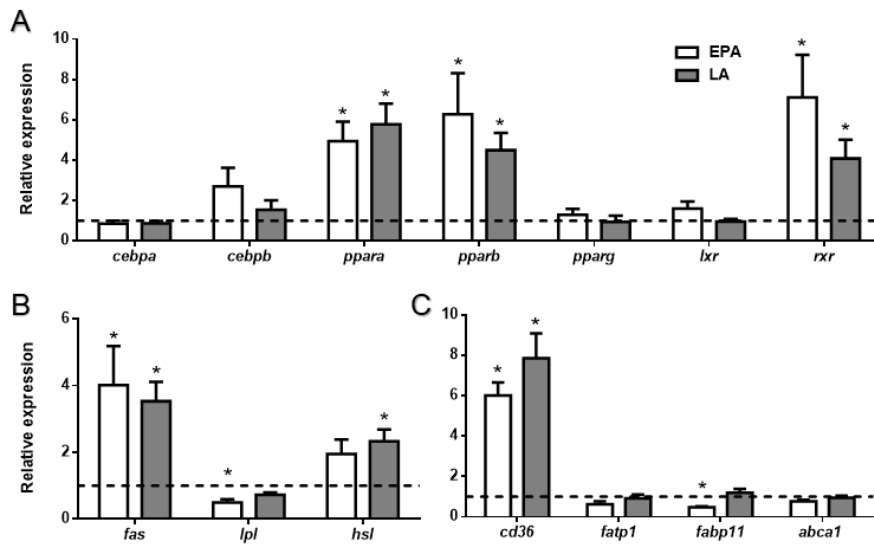 A
Relative expression
10
8
6
4
2
0
* * * * * * *
EPA
LA
cebpa cebpb ppara pparb pparg lxr rxr
B
Relative expression
6
4
2
0
* * * *
fas lpl hsl
C
10
8
6
4
2
0
* * *
cd36 fatp1 fabp11 abca1